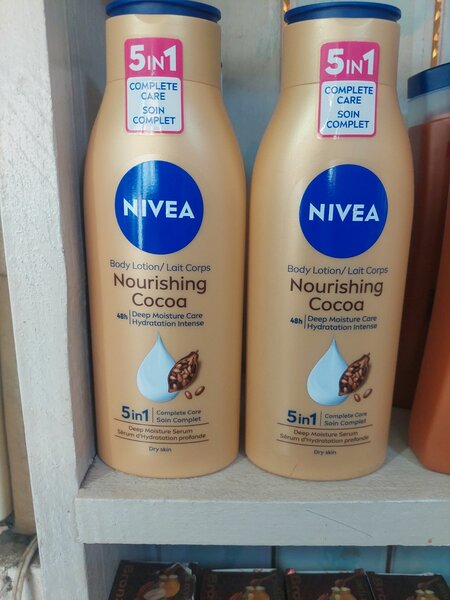 5IN1
COMPLETE
CARE
SOIN
COMPLET
NIVEA
Body Lotion/ Lait Corps
Nourishing
Cocoa
48h Deep Moisture Care
Hydratation Intense
5in1 Complete Care
Soin Complet
Deep Moisture Serum
Sérum d'Hydratation profonde
Dry skin
5IN1
COMPLETE
CARE
SOIN
COMPLET
NIVEA
Body Lotion/ Lait Corps
Nourishing
Cocoa
48h Deep Moisture Care
Hydratation Intense
5in1 Complete Care
Soin Complet
Deep Moisture Serum
Sérum d'Hydratation profonde
Dry skin